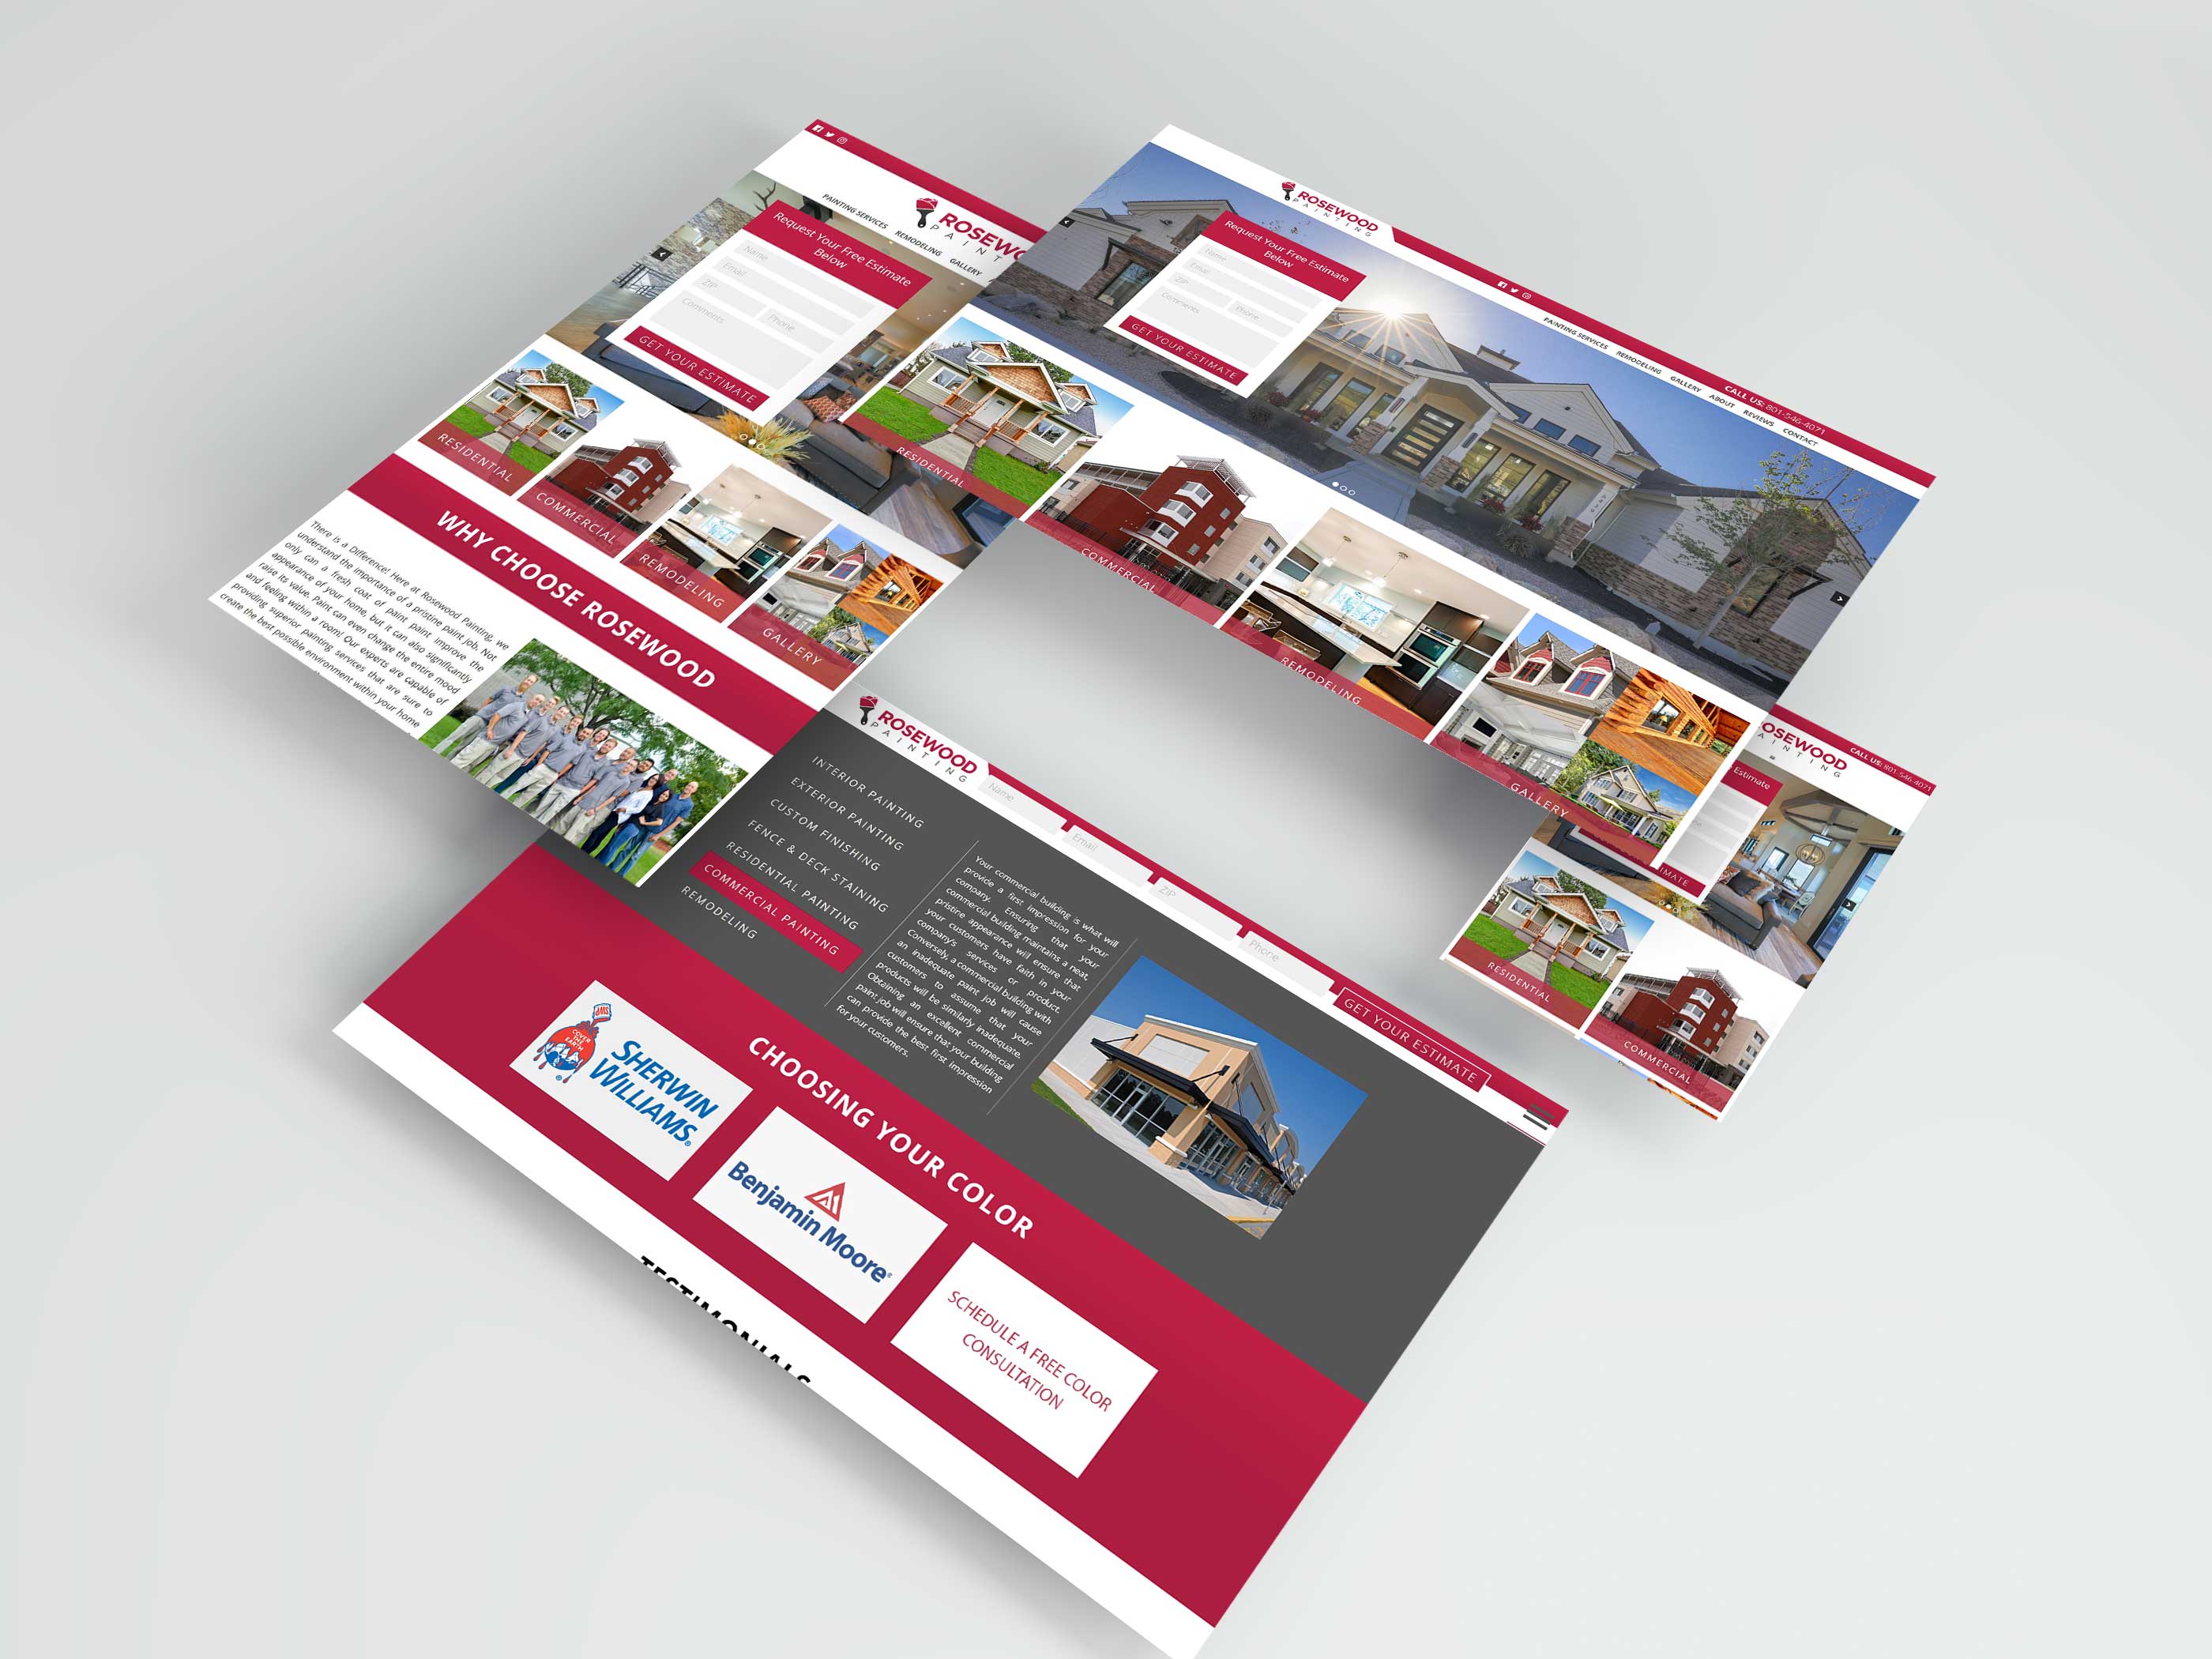 ROSEWOOD
PAINT
PAINTING SERVICES REMODELING GALLERY
Request Your Free Estimate
Below
Name
Email
ZIP
Phone
Comments
GET YOUR ESTIMATE
RESIDENTIAL
COMMERCIAL
REMODELING
GALLERY
WHY CHOOSE ROSEWOOD
There is a Difference! Here at Rosewood Painting, we
understand the importance of a pristine paint job. Not
only can a fresh coat of paint paint improve the
appearance of your home, but it can also significantly
raise its value. Paint can even change the entire mood
and feeling within a room! Our experts are capable of
providing superior painting services that are sure to
create the best possible environment within your home
ROSEWOOD
PAINTING
CALL US: 801-546-4071
PAINTING SERVICES REMODELING GALLERY ABOUT REVIEWS CONTACT
Request Your Free Estimate
Below
Name
Email
ZIP
Phone
Comments
GET YOUR ESTIMATE
RESIDENTIAL
COMMERCIAL
REMODELING
GALLERY
OSEWOOD
AINTING
CALL US: 801-546-4071
Estimate
IMATE
RESIDENTIAL
COMMERCIAL
ROSEWOOD
PAINTING
Name
Email
ZIP
Phone
GET YOUR ESTIMATE
INTERIOR PAINTING
EXTERIOR PAINTING
CUSTOM FINISHING
FENCE & DECK STAINING
RESIDENTIAL PAINTING
COMMERCIAL PAINTING
REMODELING
Your commercial building is what will
provide a first impression for your
company. Ensuring that your
commercial building maintains a neat,
pristine appearance will ensure that
your customers have faith in your
company's services or product.
Conversely, a commercial building with
an inadequate paint job will cause
customers to assume that your
products will be similarly inadequate.
Obtaining an excellent commercial
paint job will ensure that your building
can provide the best first impression
for your customers.
CHOOSING YOUR COLOR
SWP
COVER
THE
EARTH
SHERWIN
WILLIAMS®
Benjamin Moore®
SCHEDULE A FREE COLOR
CONSULTATION
TESTIMONIALS